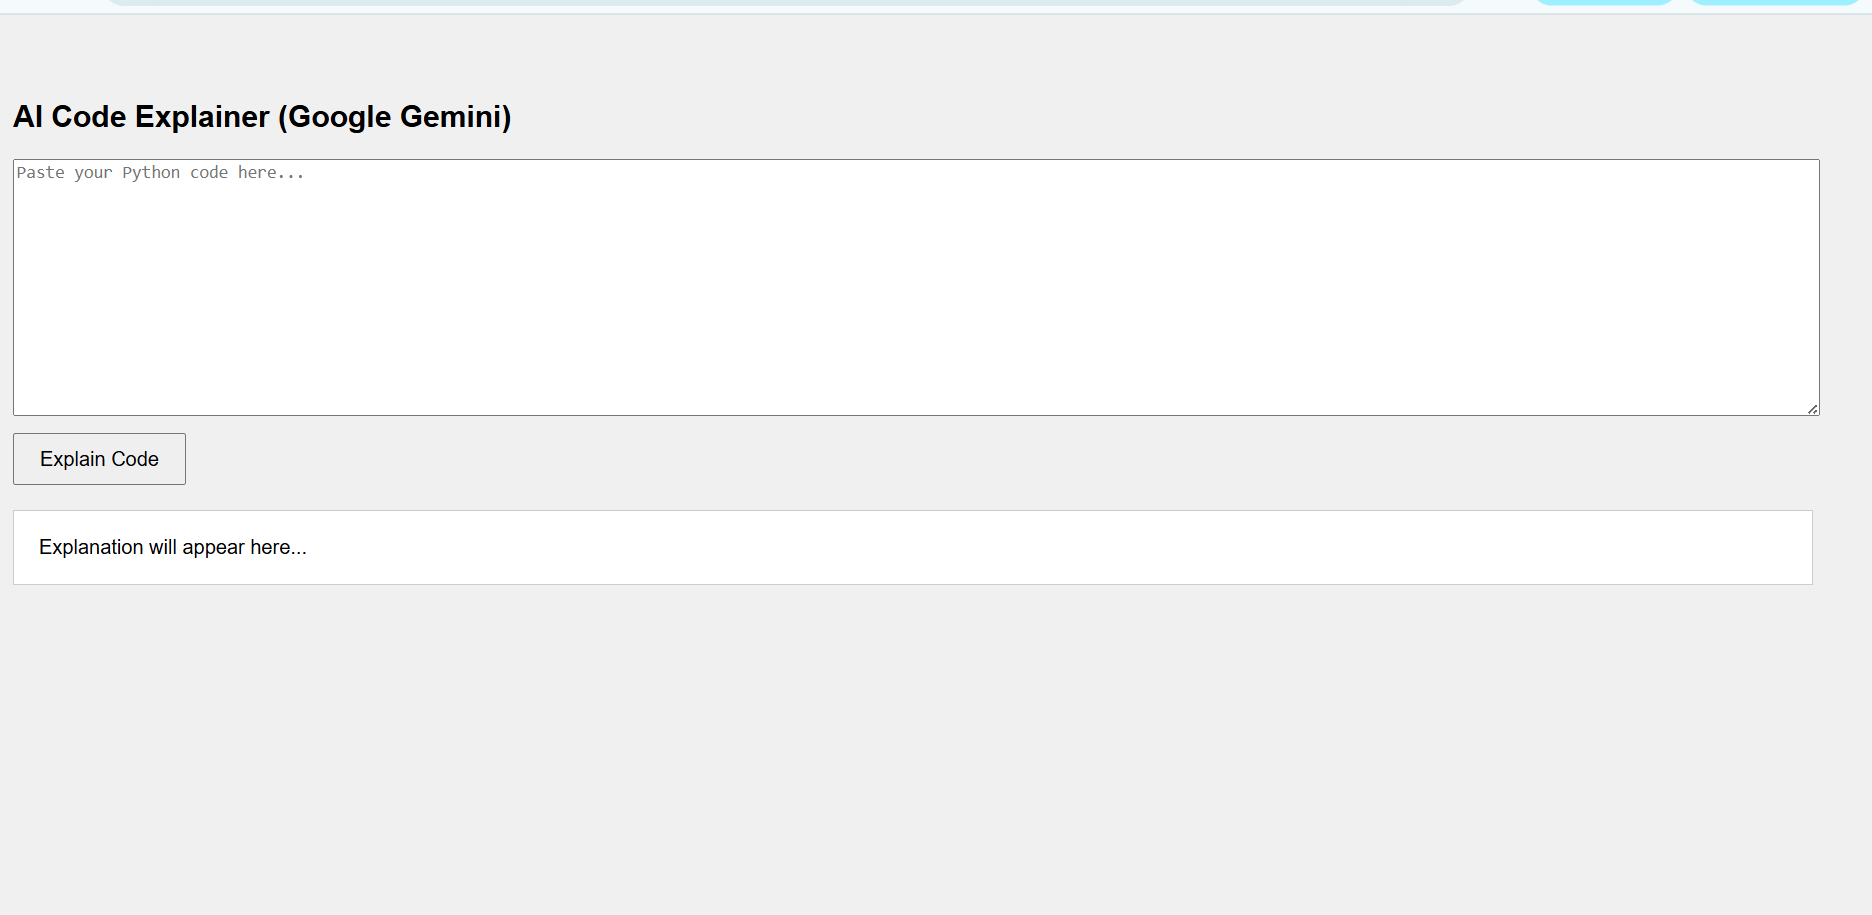 AI Code Explainer (Google Gemini)
Paste your Python code here...
Explain Code
Explanation will appear here...